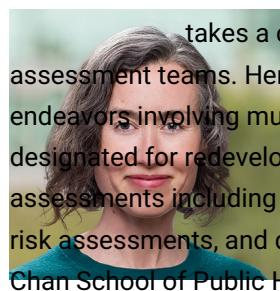 takes a
assessment teams. Her
endeavors involving mu
designated for redevelo
assessments including
risk assessments, and
Chan School of Public